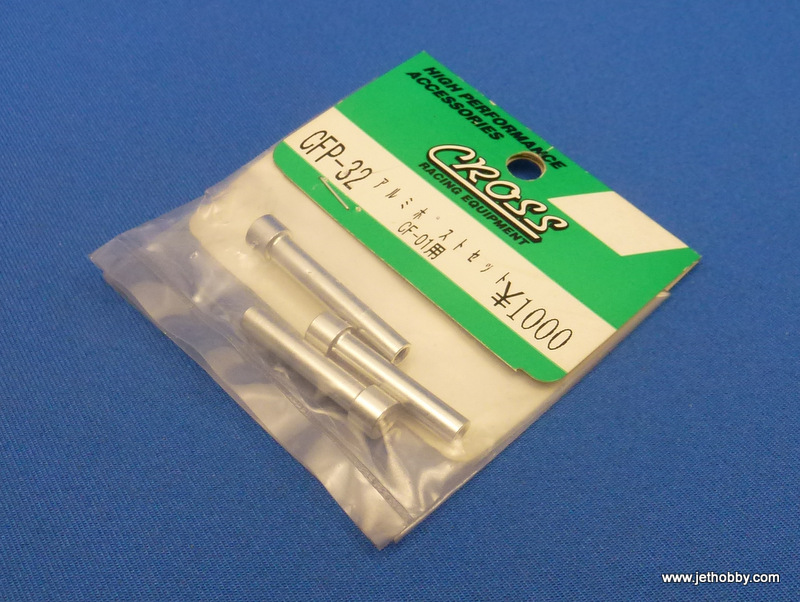 HIGH PERFORMANCE
ACCESSORIES
CROSS
RACING EQUIPMENT
CFP-32 アルミポストセット
CF-01用
¥1000
www.jethobby.com